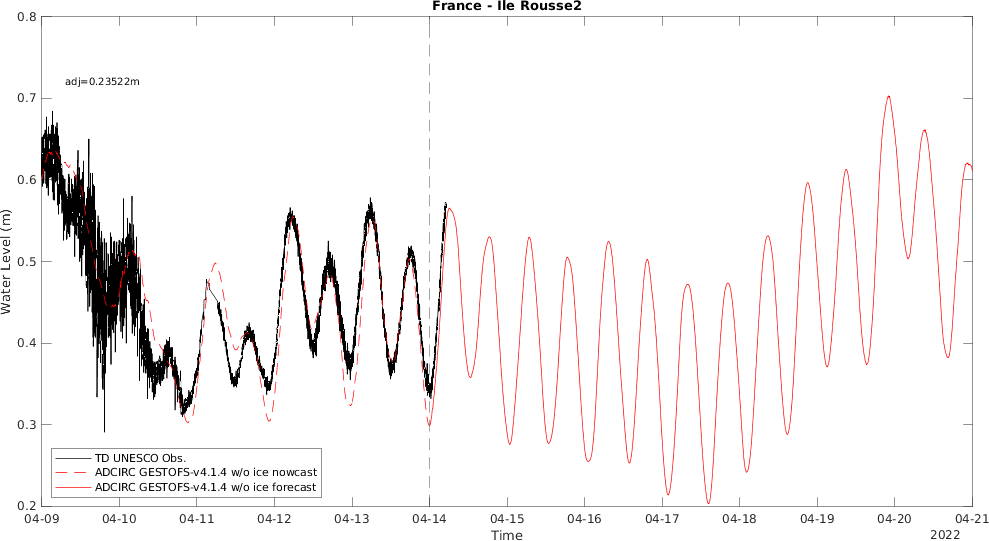 France - Ile Rousse2
0.8
0.7
0.6
0.5
0.4
0.3
0.2
Water Level (m)
adj=0.23522m
TD UNESCO Obs.
ADCIRC GESTOFS-v4.1.4 w/o ice nowcast
ADCIRC GESTOFS-v4.1.4 w/o ice forecast
04-09 04-10 04-11 04-12 04-13 04-14 04-15 04-16 04-17 04-18 04-19 04-20 04-21
Time
2022